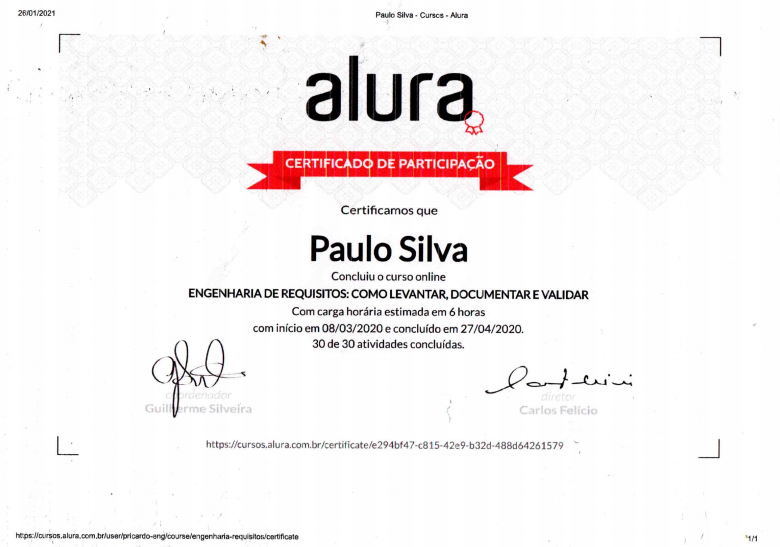 26/01/2021
Paulo Silva - Cursos - Alura
alura
CERTIFICADO DE PARTICIPAÇÃO
Certificamos que
Paulo Silva
Concluiu o curso online
ENGENHARIA DE REQUISITOS: COMO LEVANTAR, DOCUMENTAR E VALIDAR
Com carga horária estimada em 6 horas
com início em 08/03/2020 e concluído em 27/04/2020.
30 de 30 atividades concluídas.
coordenador
Guilherme Silveira
diretor
Carlos Felício
https://cursos.alura.com.br/certificate/e294bf47-c815-42e9-b32d-488d64261579
https://cursos.alura.com.br/user/pricardo-eng/course/engenharia-requisitos/certificate
1/1